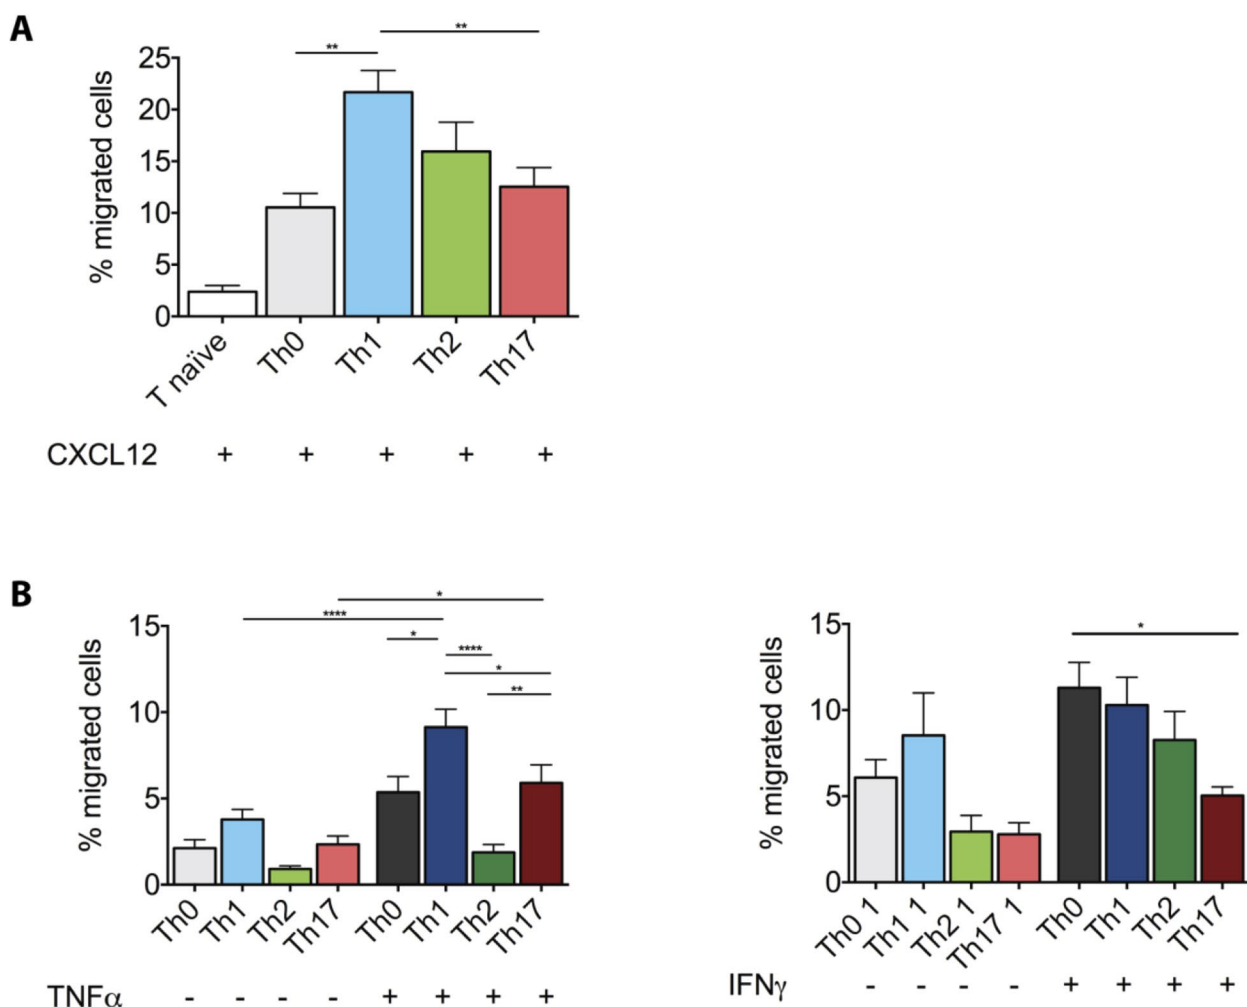 A
** **
25
20
15
10
5
0
% migrated cells
T naïve Th0 Th1 Th2 Th17
CXCL12 + + + + +
B
*
****
*
****
*
**
15
10
5
0
% migrated cells
Th0 Th1 Th2 Th17 Th0 Th1 Th2 Th17
TNFα - - - - + + + +
*
15
10
5
0
% migrated cells
Th0 1 Th1 1 Th2 1 Th17 1 Th0 Th1 Th2 Th17
IFNγ - - - - + + + +